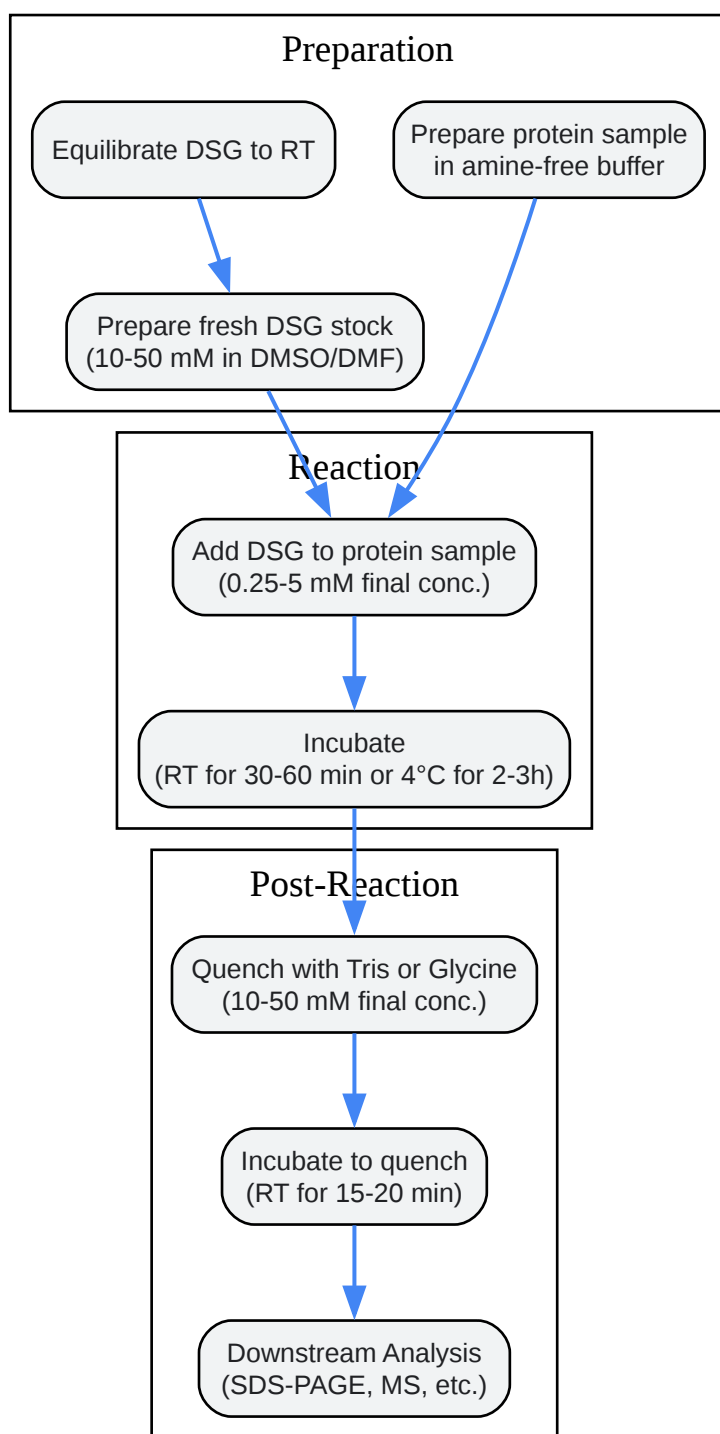 Preparation
Equilibrate DSG to RT
Prepare protein sample
in amine-free buffer
Prepare fresh DSG stock
(10-50 mM in DMSO/DMF)
Reaction
Add DSG to protein sample
(0.25-5 mM final conc.)
Incubate
(RT for 30-60 min or 4°C for 2-3h)
Post-Reaction
Quench with Tris or Glycine
(10-50 mM final conc.)
Incubate to quench
(RT for 15-20 min)
Downstream Analysis
(SDS-PAGE, MS, etc.)